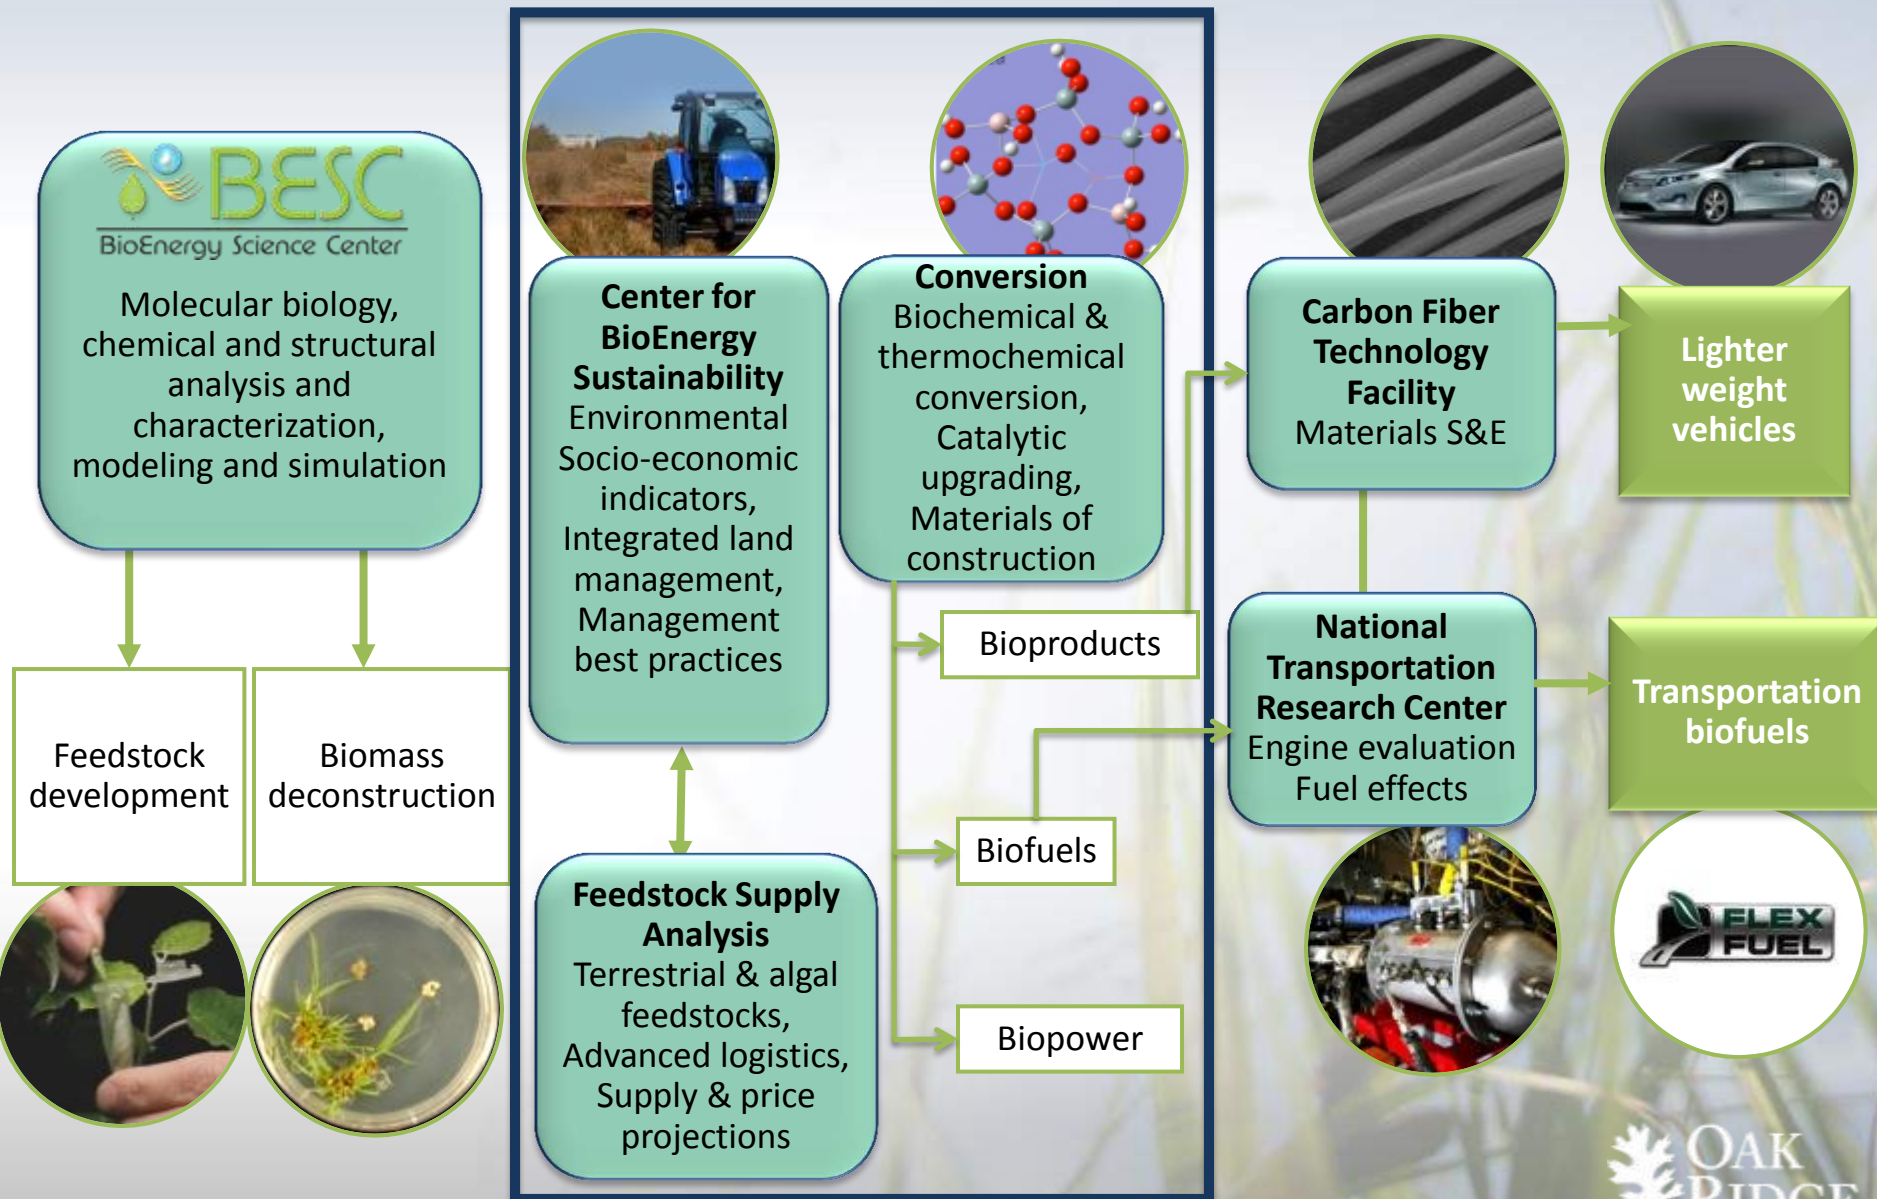 BESC
BioEnergy Science Center
Molecular biology,
chemical and structural
analysis and
characterization,
modeling and simulation
Feedstock
development
Biomass
deconstruction
Center for
BioEnergy
Sustainability
Environmental
Socio-economic
indicators,
Integrated land
management,
Management
best practices
Feedstock Supply
Analysis
Terrestrial & algal
feedstocks,
Advanced logistics,
Supply & price
projections
Conversion
Biochemical &
thermochemical
conversion,
Catalytic
upgrading,
Materials of
construction
Bioproducts
Biofuels
Biopower
Carbon Fiber
Technology
Facility
Materials S&E
Lighter
weight
vehicles
National
Transportation
Research Center
Engine evaluation
Fuel effects
Transportation
biofuels
FLEX
FUEL
OAK
RIDGE